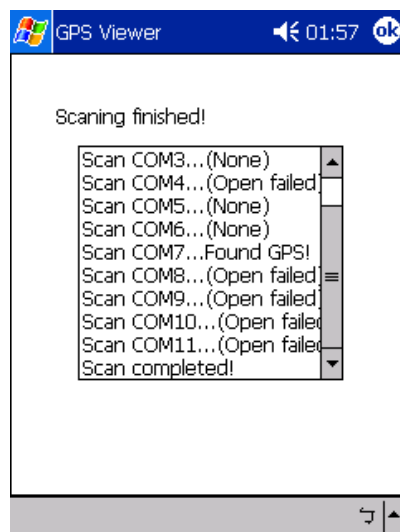 GPS Viewer 01:57 ok
Scaning finished!
Scan COM3...(None)
Scan COM4...(Open failed)
Scan COM5...(None)
Scan COM6...(None)
Scan COM7...Found GPS!
Scan COM8...(Open failed)
Scan COM9...(Open failed)
Scan COM10...(Open failed
Scan COM11...(Open failed
Scan completed!